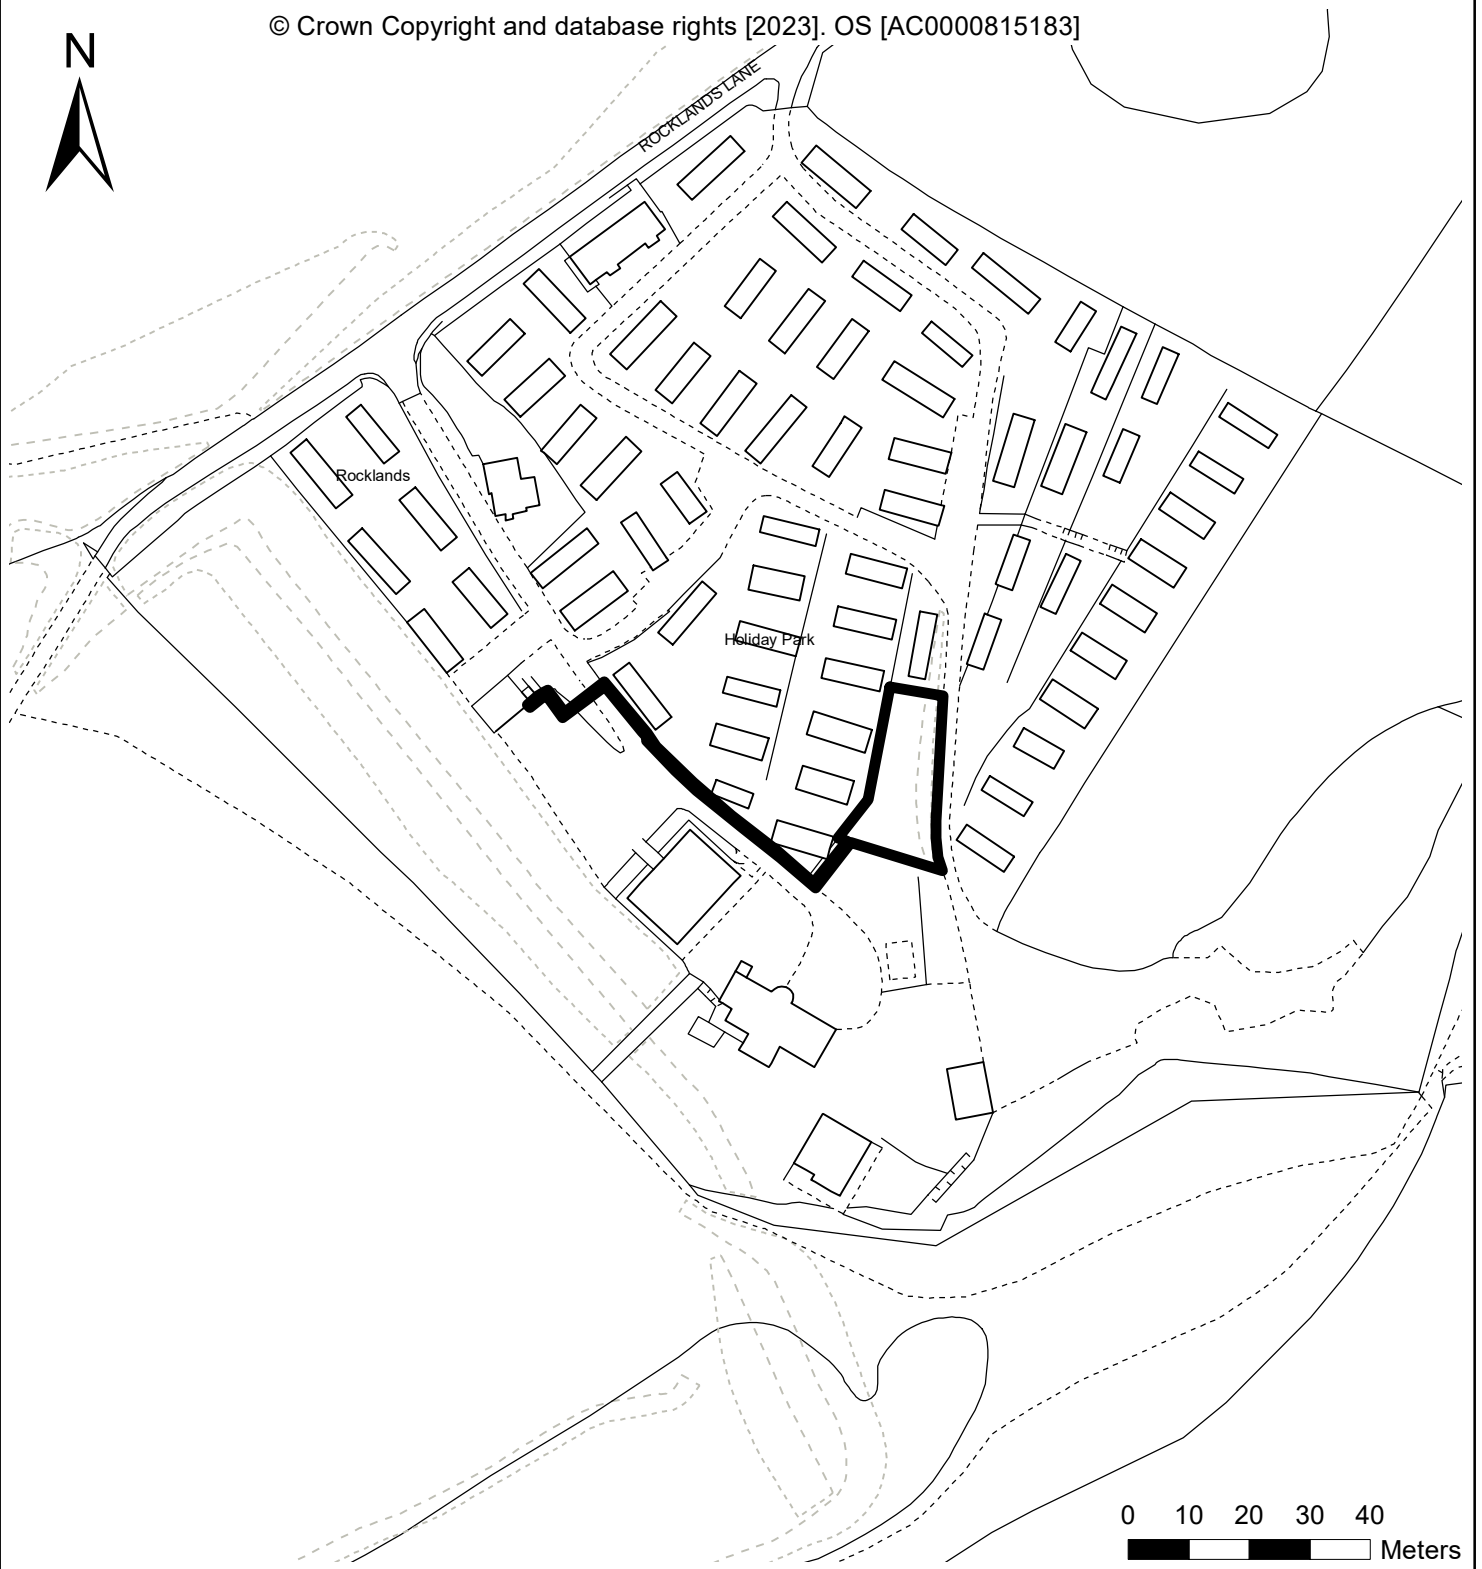 © Crown Copyright and database rights [2023]. OS [AC0000815183]
N
ROCKLANDS LANE
Rocklands
Holiday Park
0 10 20 30 40
Meters